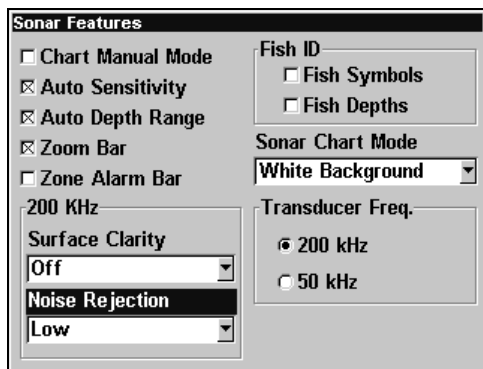 Sonar Features
Chart Manual Mode
Auto Sensitivity
Auto Depth Range
Zoom Bar
Zone Alarm Bar
200 KHz
Surface Clarity
Off
Noise Rejection
Low
Fish ID
Fish Symbols
Fish Depths
Sonar Chart Mode
White Background
Transducer Freq.
200 kHz
50 kHz